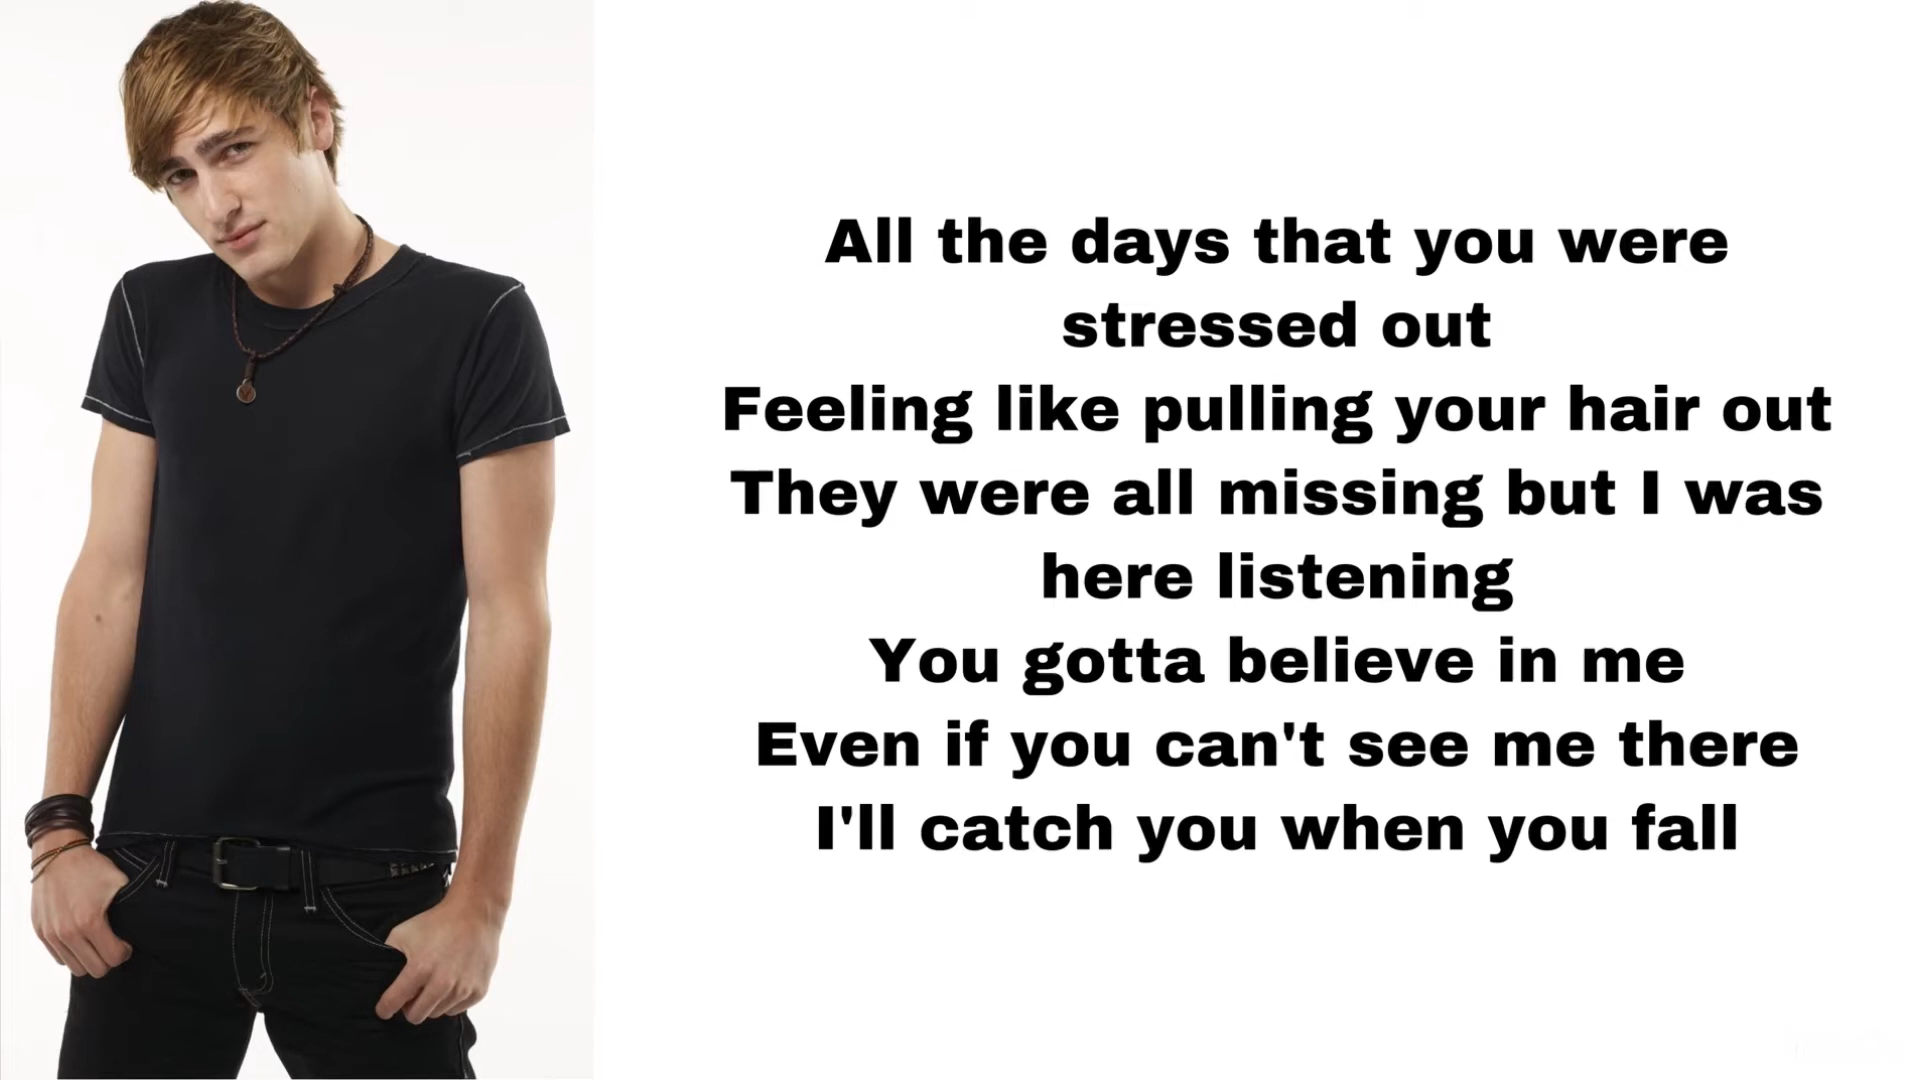 All the days that you were
stressed out
Feeling like pulling your hair out
They were all missing but I was
here listening
You gotta believe in me
Even if you can't see me there
I'll catch you when you fall